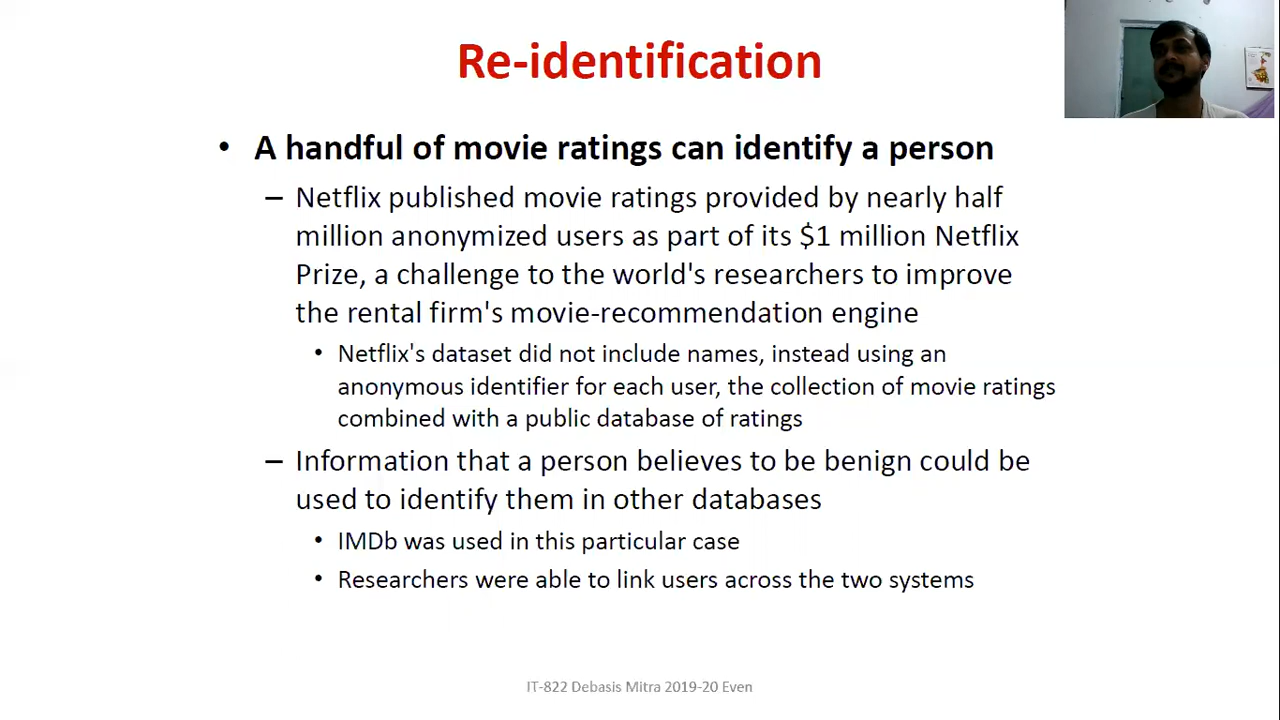 Re-identification
• A handful of movie ratings can identify a person
– Netflix published movie ratings provided by nearly half
million anonymized users as part of its $1 million Netflix
Prize, a challenge to the world's researchers to improve
the rental firm's movie-recommendation engine
• Netflix's dataset did not include names, instead using an
anonymous identifier for each user, the collection of movie ratings
combined with a public database of ratings
– Information that a person believes to be benign could be
used to identify them in other databases
• IMDb was used in this particular case
• Researchers were able to link users across the two systems
IT-822 Debasis Mitra 2019-20 Even